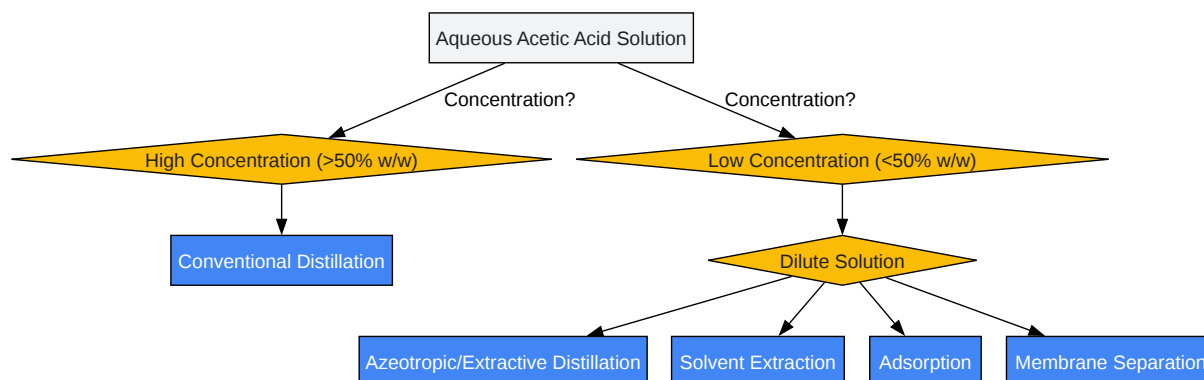 Aqueous Acetic Acid Solution
Concentration?
Concentration?
High Concentration (>50% w/w)
Low Concentration (<50% w/w)
Conventional Distillation
Dilute Solution
Azeotropic/Extractive Distillation
Solvent Extraction
Adsorption
Membrane Separation